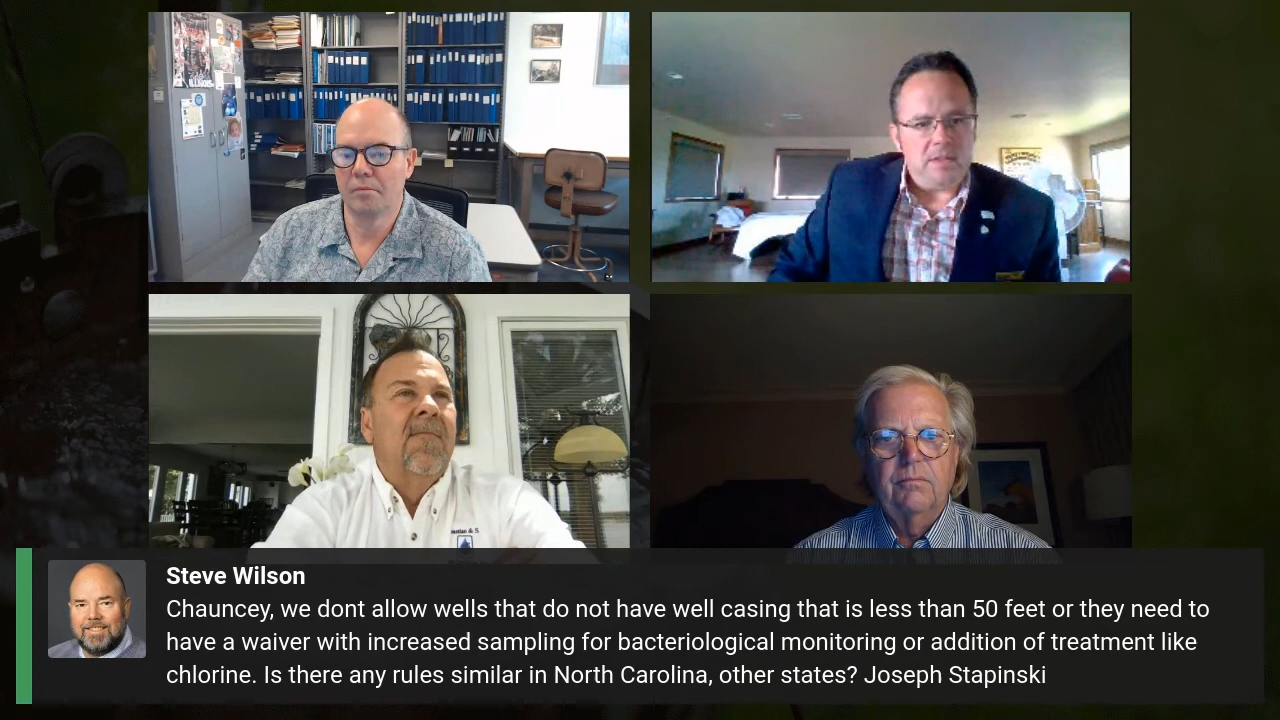 ILLINOIS
Steve Wilson
Chauncey, we dont allow wells that do not have well casing that is less than 50 feet or they need to
have a waiver with increased sampling for bacteriological monitoring or addition of treatment like
chlorine. Is there any rules similar in North Carolina, other states? Joseph Stapinski